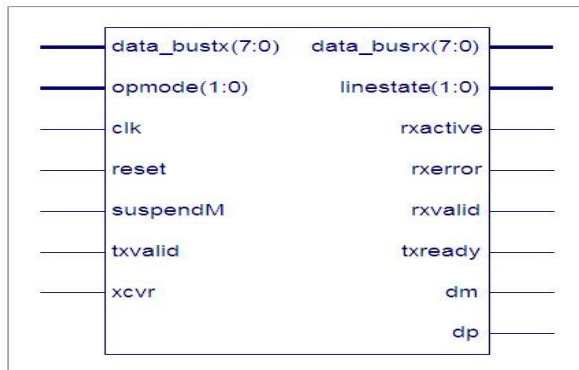 data_bustx(7:0) data_busrx(7:0)
opmode(1:0) linestate(1:0)
clk rxactive
reset rxerror
suspendM rxvalid
txvalid txready
xcvr dm
dp